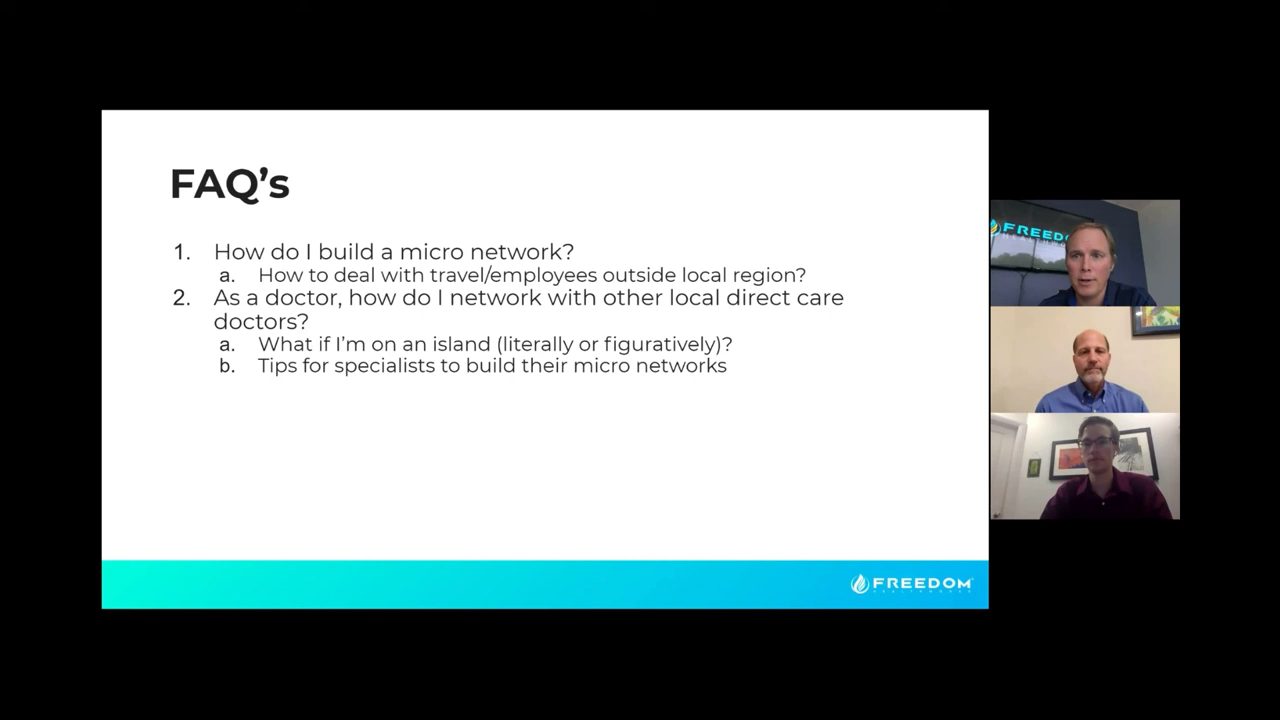 FAQ’s
1. How do I build a micro network?
a. How to deal with travel/employees outside local region?
2. As a doctor, how do I network with other local direct care
doctors?
a. What if I’m on an island (literally or figuratively)?
b. Tips for specialists to build their micro networks
FREEDOM